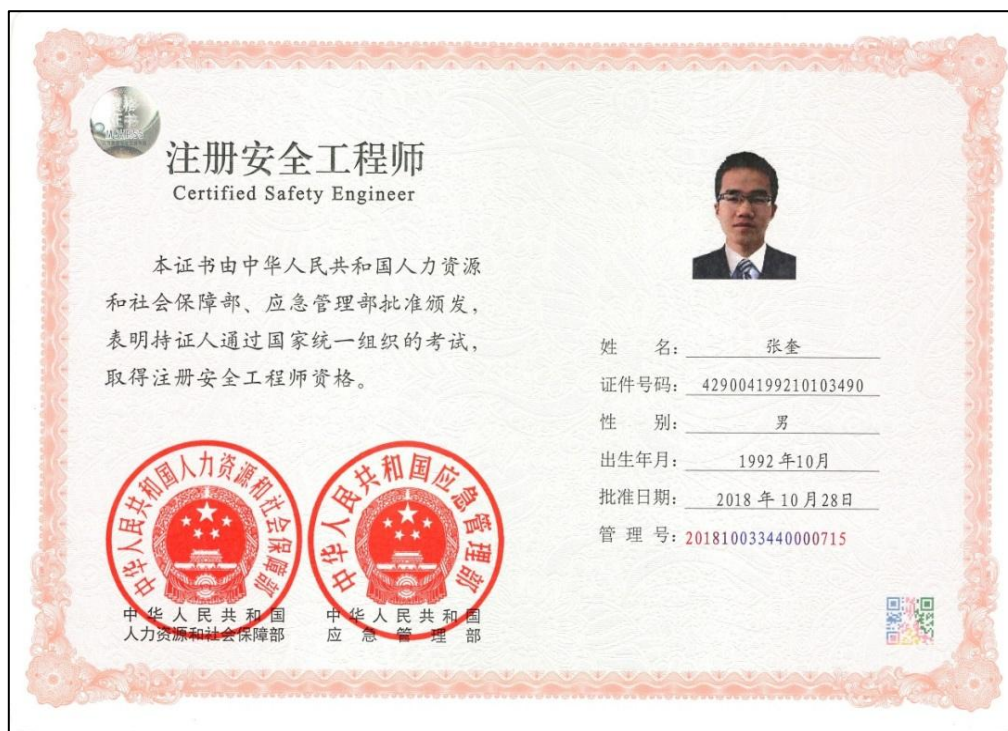 资格
证书
注册安全工程师
Certified Safety Engineer
本证书由中华人民共和国人力资源
和社会保障部、应急管理部批准颁发，
表明持证人通过国家统一组织的考试，
取得注册安全工程师资格。
中华人民共和国人力资源和社会保障部
中华人民共和国应急管理部
中华人民共和国
人力资源和社会保障部
中华人民共和国
应急管理部
姓 名：张奎
证件号码：429004199210103490
性 别：男
出生年月：1992年10月
批准日期：2018年10月28日
管理号：201810033440000715